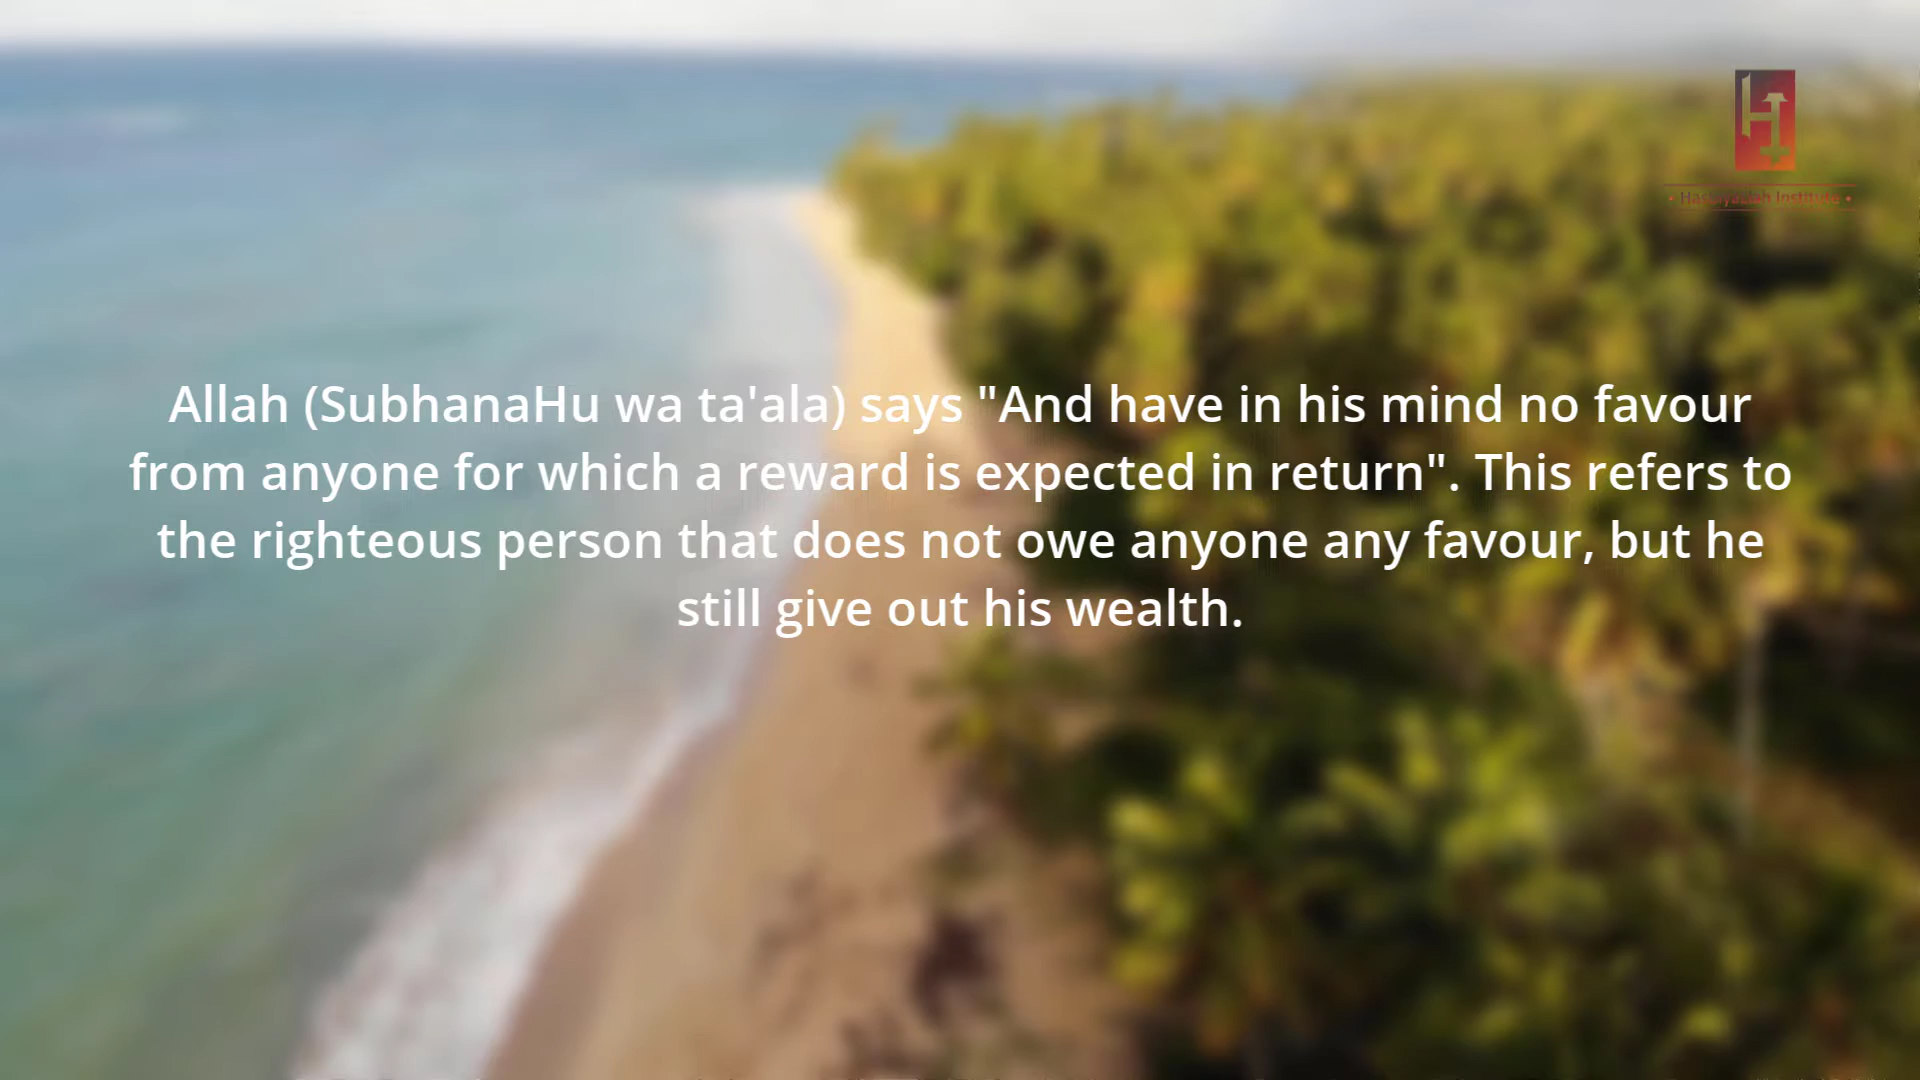 • Hasbiyallah Institute •
Allah (SubhanaHu wa ta'ala) says "And have in his mind no favour
from anyone for which a reward is expected in return". This refers to
the righteous person that does not owe anyone any favour, but he
still give out his wealth.